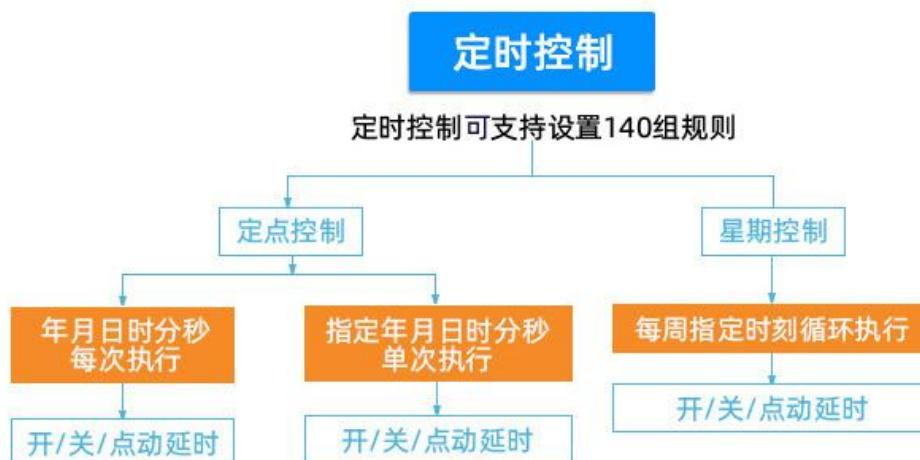 定时控制
定时控制可支持设置140组规则
定点控制
星期控制
年月日时分秒
每次执行
指定年月日时分秒
单次执行
每周指定时刻循环执行
开/关/点动延时
开/关/点动延时
开/关/点动延时